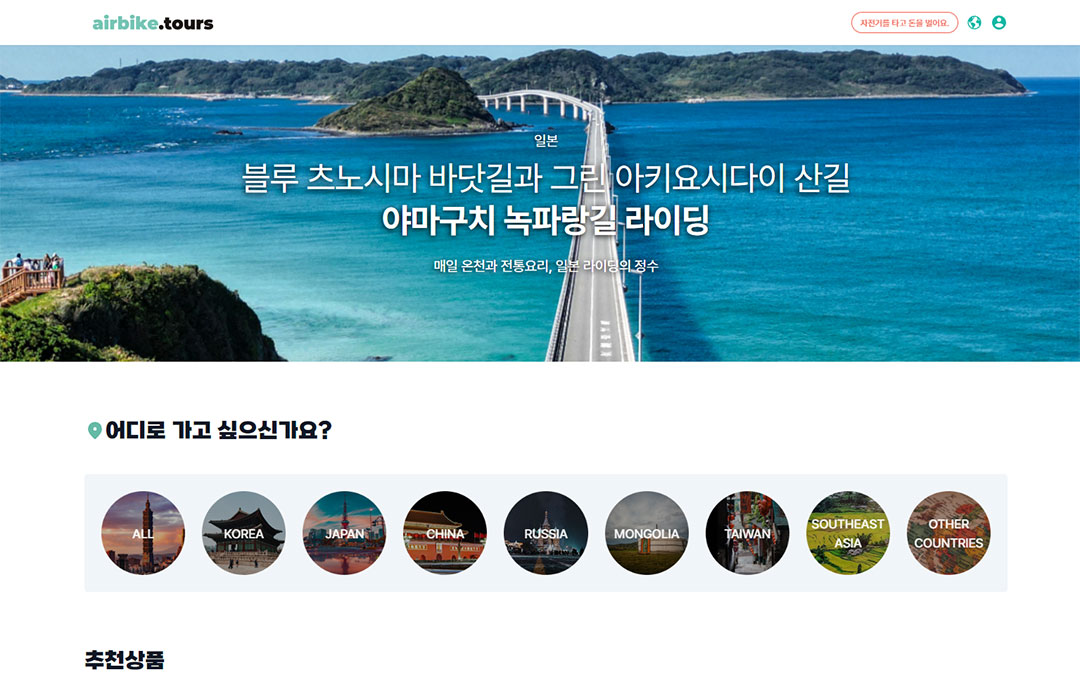 airbike.tours
자전거를 타고 돈을 벌어요.
일본
블루 츠노시마 바닷길과 그린 아키요시다이 산길
야마구치 녹파랑길 라이딩
매일 온천과 전통요리, 일본 라이딩의 정수
어디로 가고 싶으신가요?
ALL
KOREA
JAPAN
CHINA
RUSSIA
MONGOLIA
TAIWAN
SOUTHEAST
ASIA
OTHER
COUNTRIES
추천상품